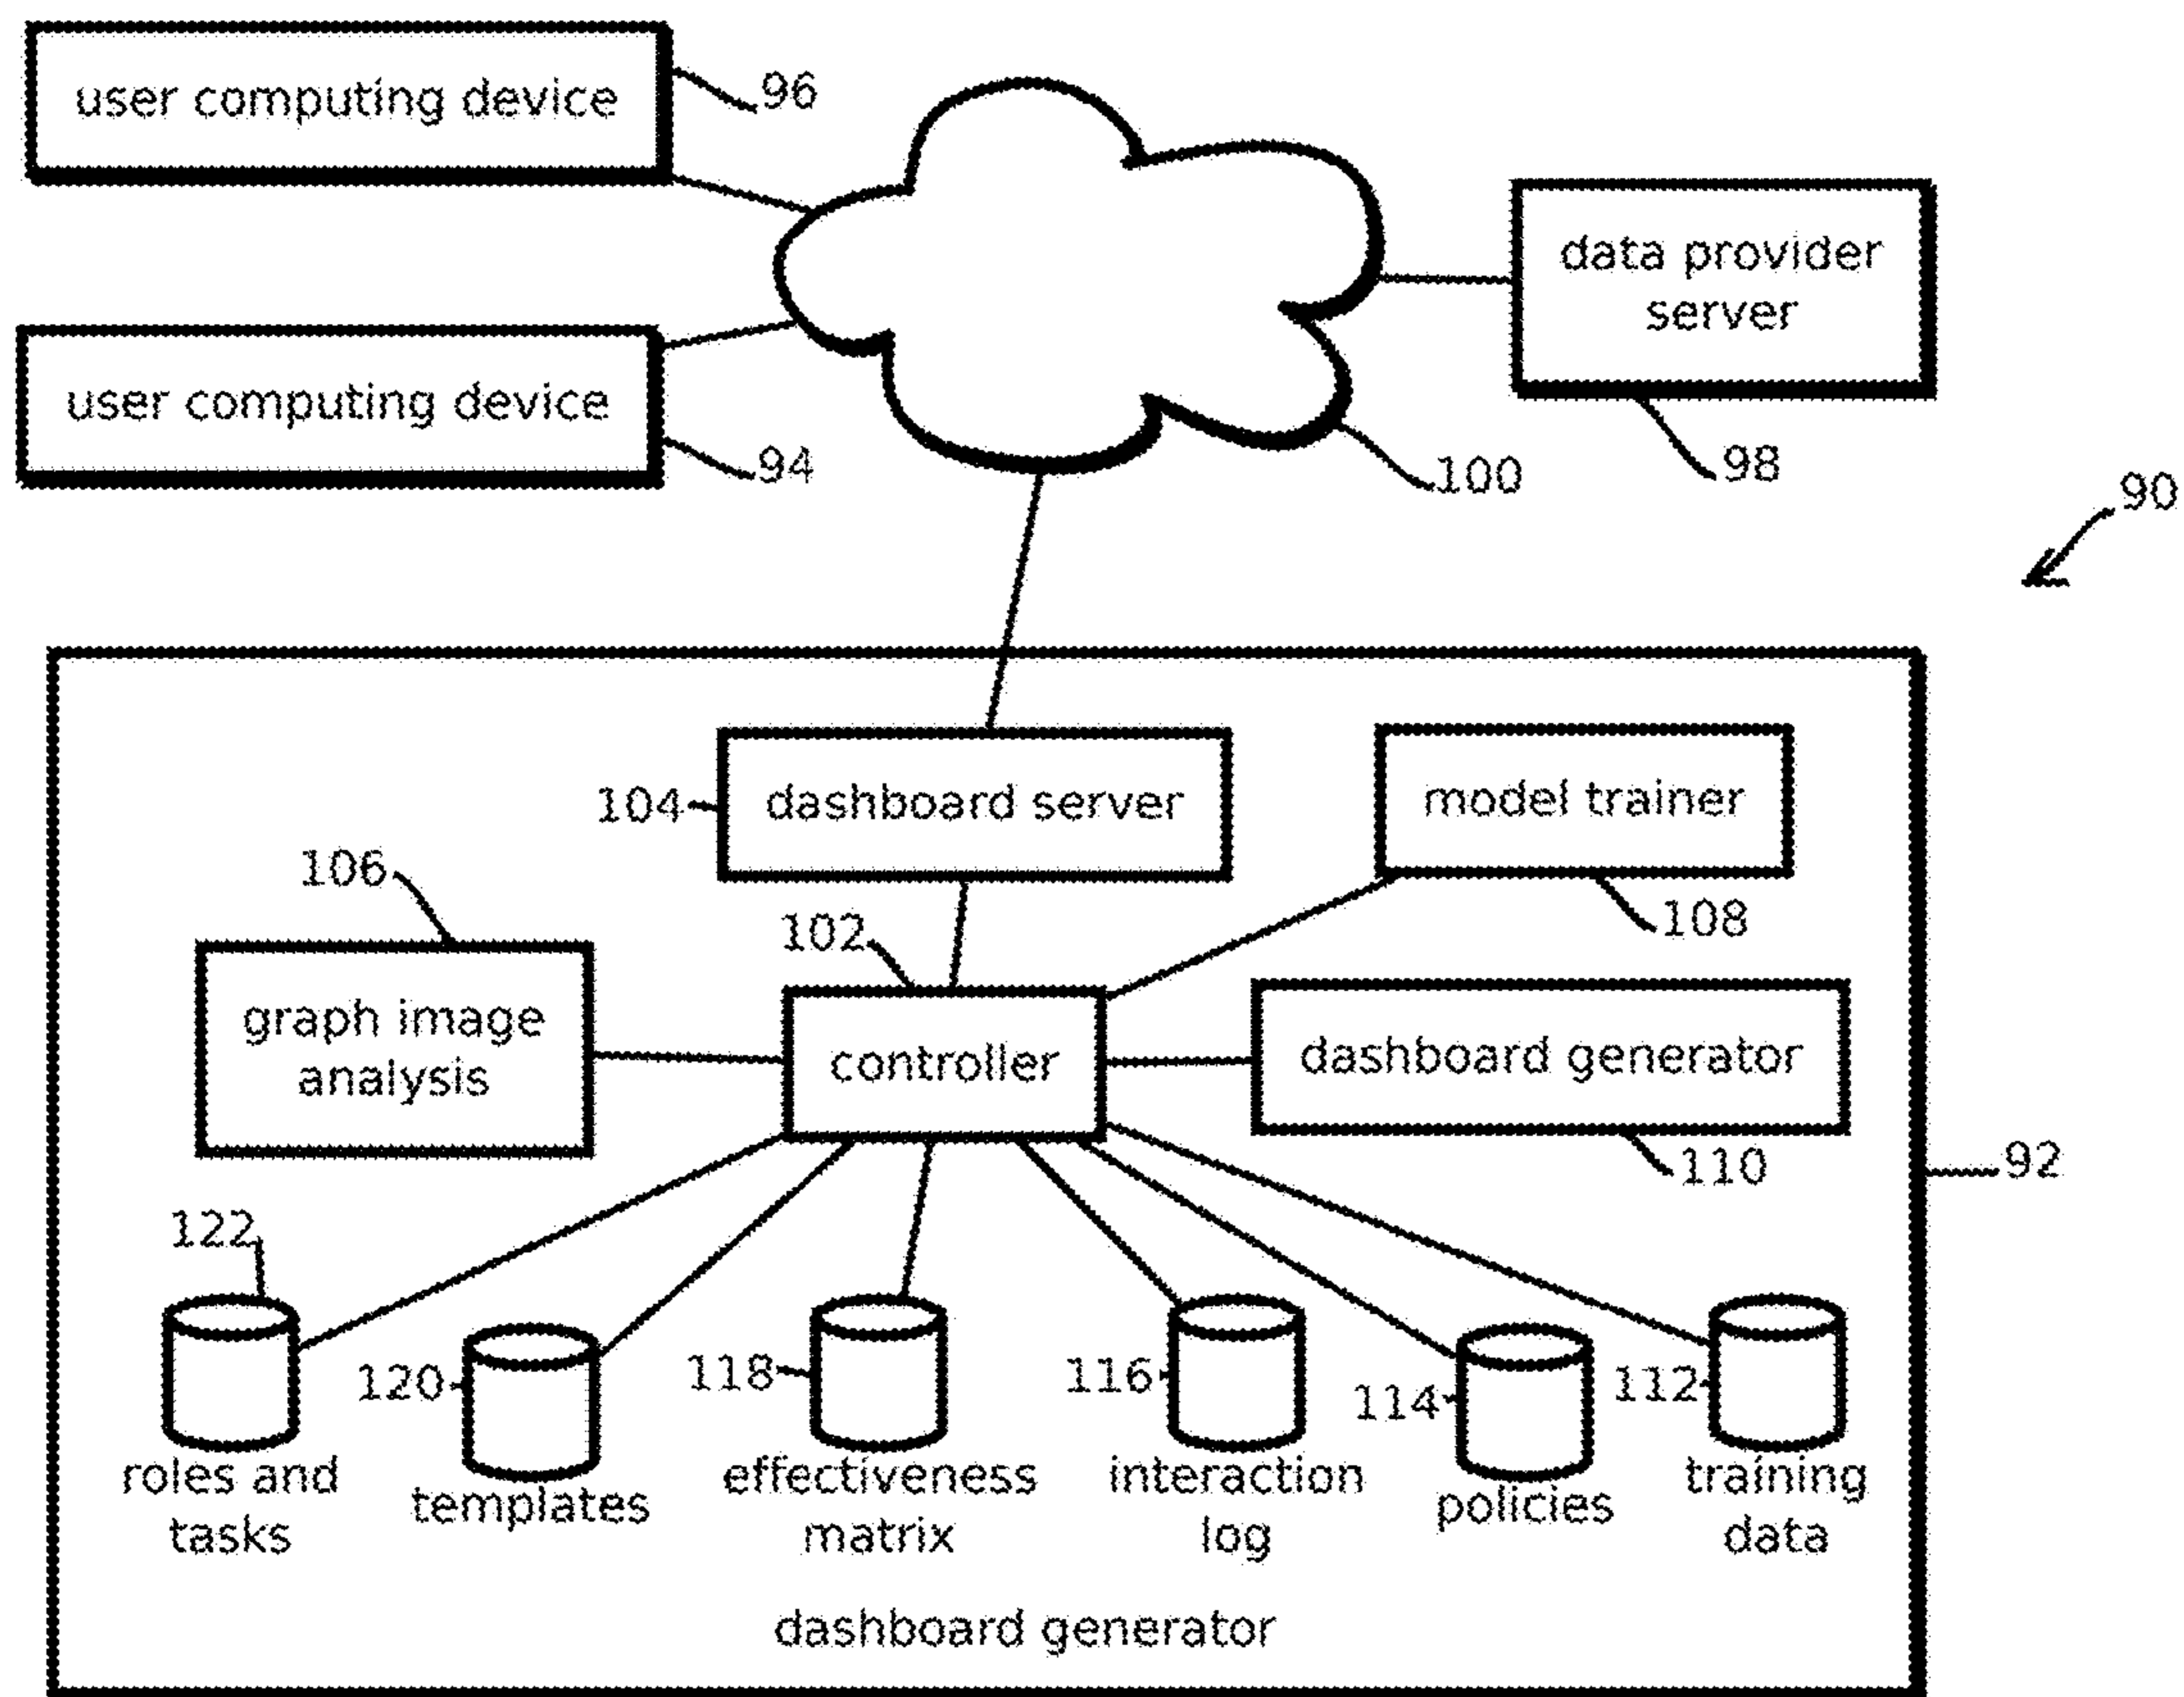 user computing device
96
data provider
server
user computing device
94
100
98
90
104
dashboard server
model trainer
106
102
108
graph image
analysis
controller
dashboard generator
110
92
122
120
118
116
114
112
roles and
tasks
templates
effectiveness
matrix
interaction
log
policies
training
data
dashboard generator